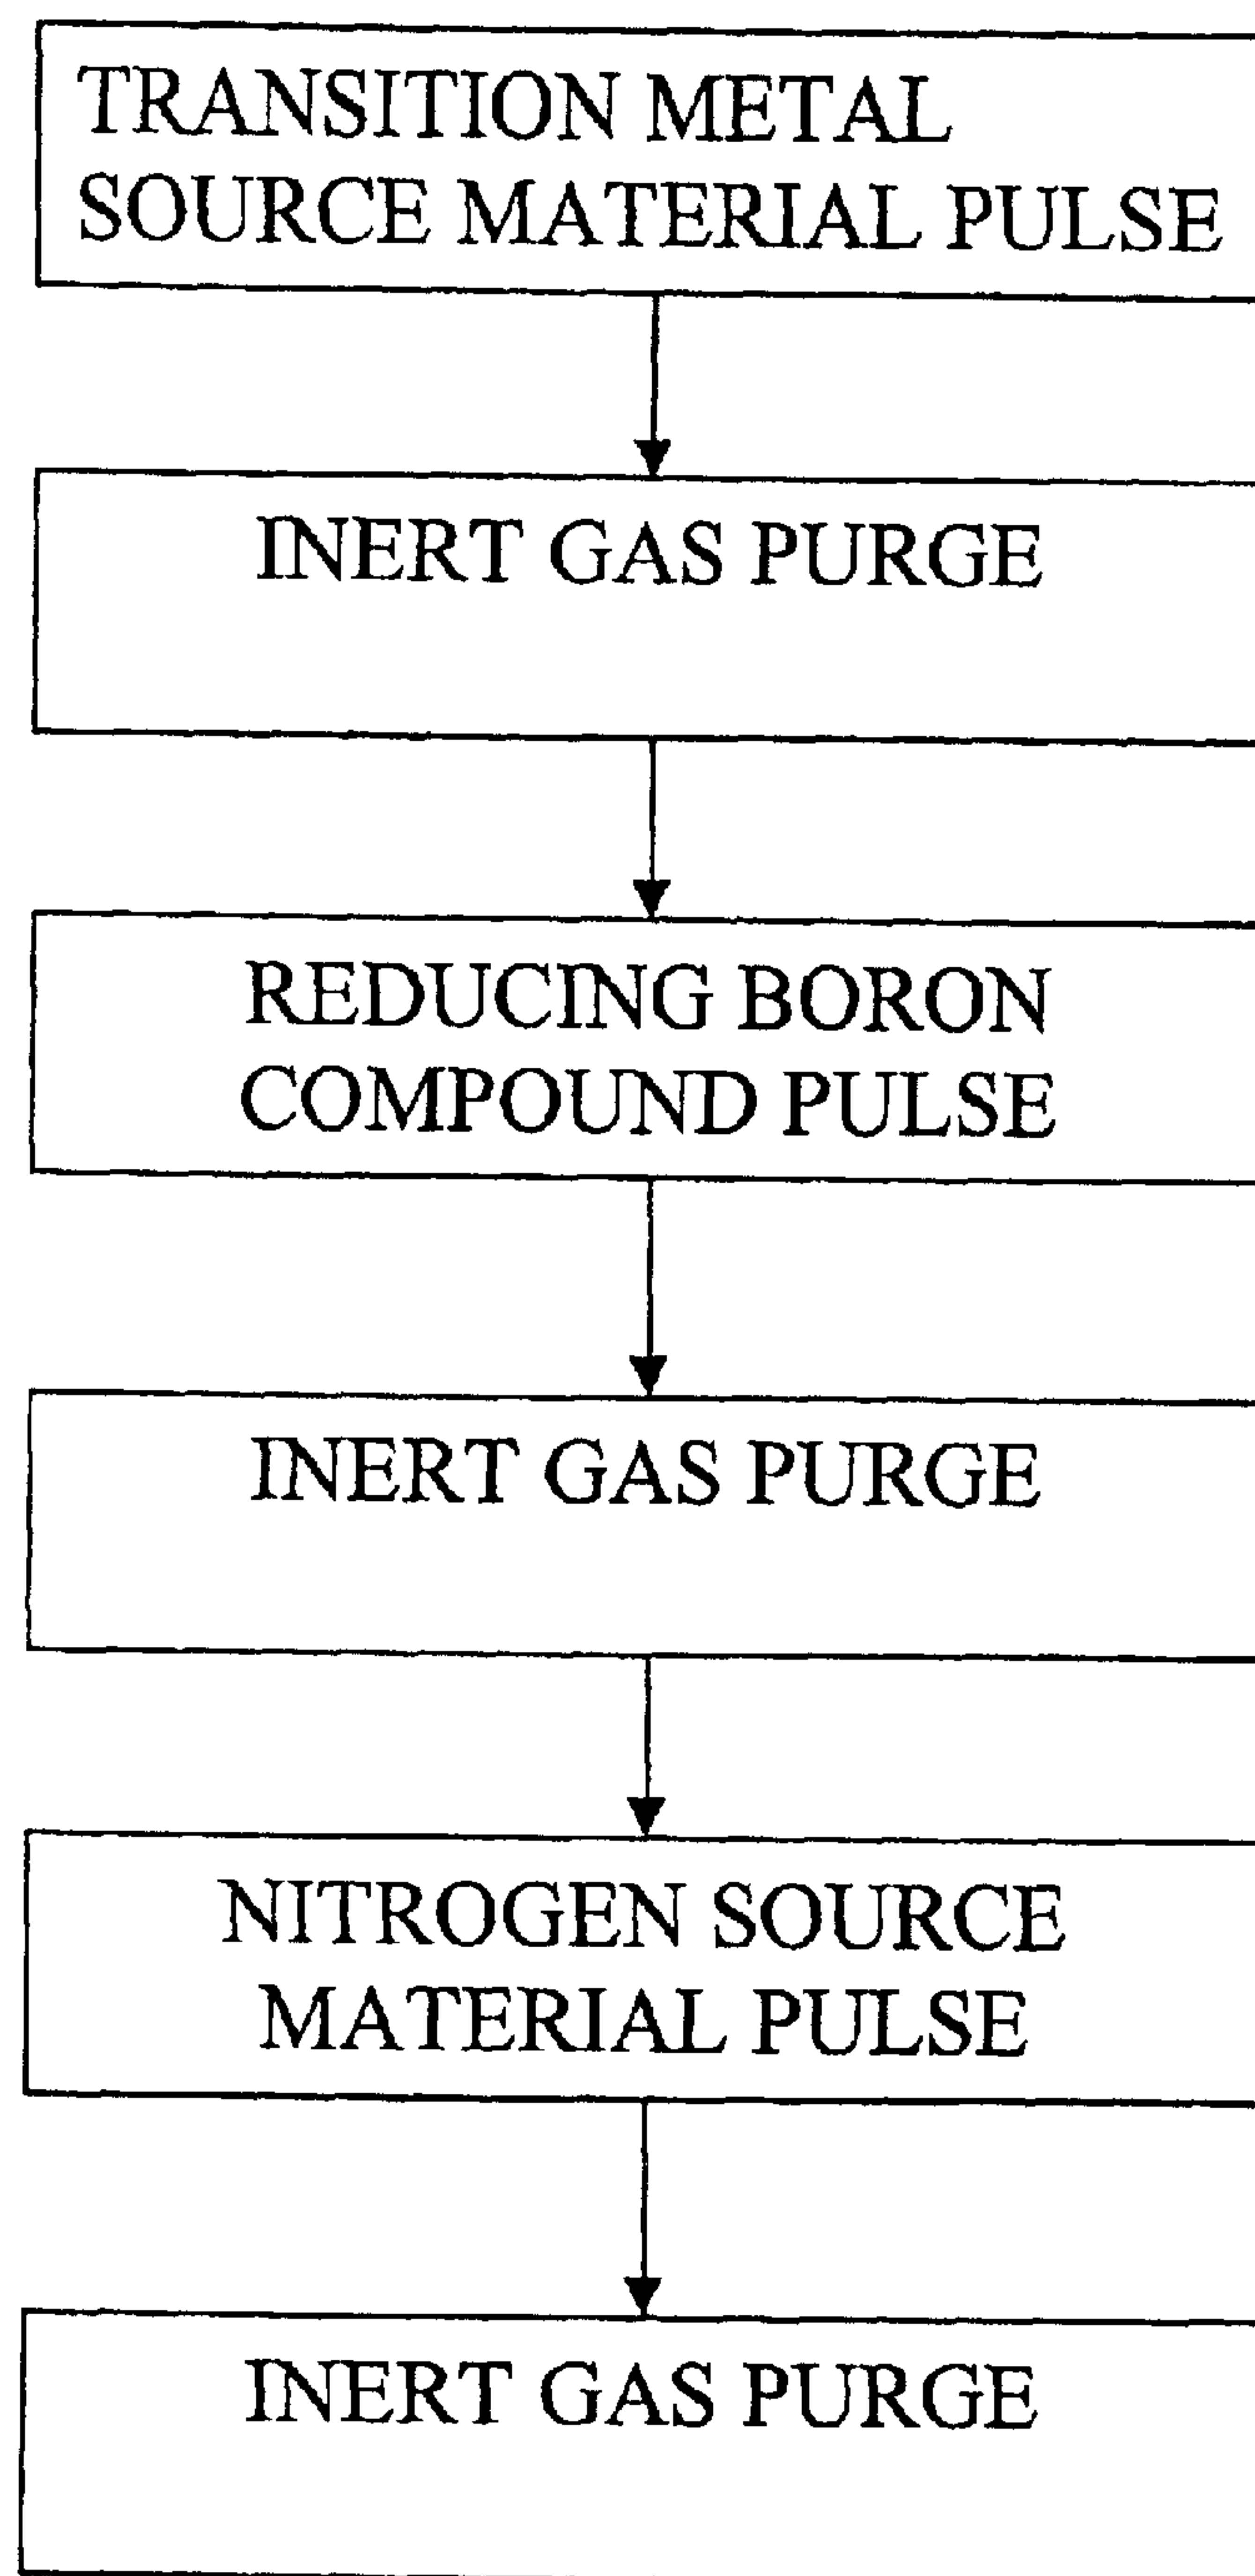 TRANSITION METAL
SOURCE MATERIAL PULSE
INERT GAS PURGE
REDUCING BORON
COMPOUND PULSE
INERT GAS PURGE
NITROGEN SOURCE
MATERIAL PULSE
INERT GAS PURGE